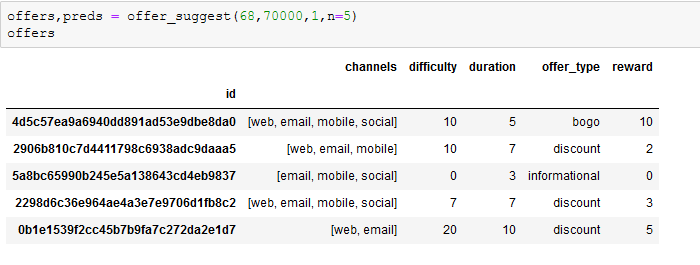 offers,preds = offer_suggest(68,70000,1,n=5)
offers
channels difficulty duration offer_type reward
id
4d5c57ea9a6940dd891ad53e9dbe8da0 [web, email, mobile, social] 10 5 bogo 10
2906b810c7d4411798c6938adc9daaa5 [web, email, mobile] 10 7 discount 2
5a8bc65990b245e5a138643cd4eb9837 [email, mobile, social] 0 3 informational 0
2298d6c36e964ae4a3e7e9706d1fb8c2 [web, email, mobile, social] 7 7 discount 3
0b1e1539f2cc45b7b9fa7c272da2e1d7 [web, email] 20 10 discount 5